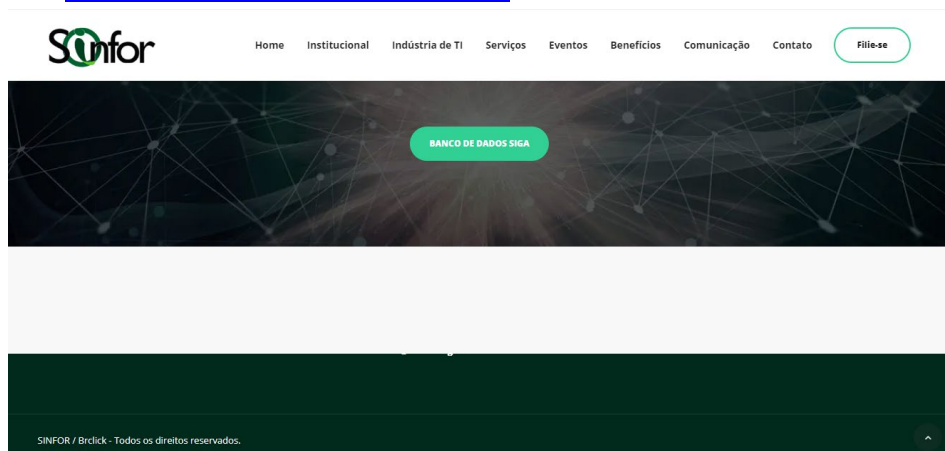 Sinfor
Home Institucional Indústria de TI Serviços Eventos Benefícios Comunicação Contato Filie-se
BANCO DE DADOS SIGA
SINFOR / Brclick - Todos os direitos reservados.